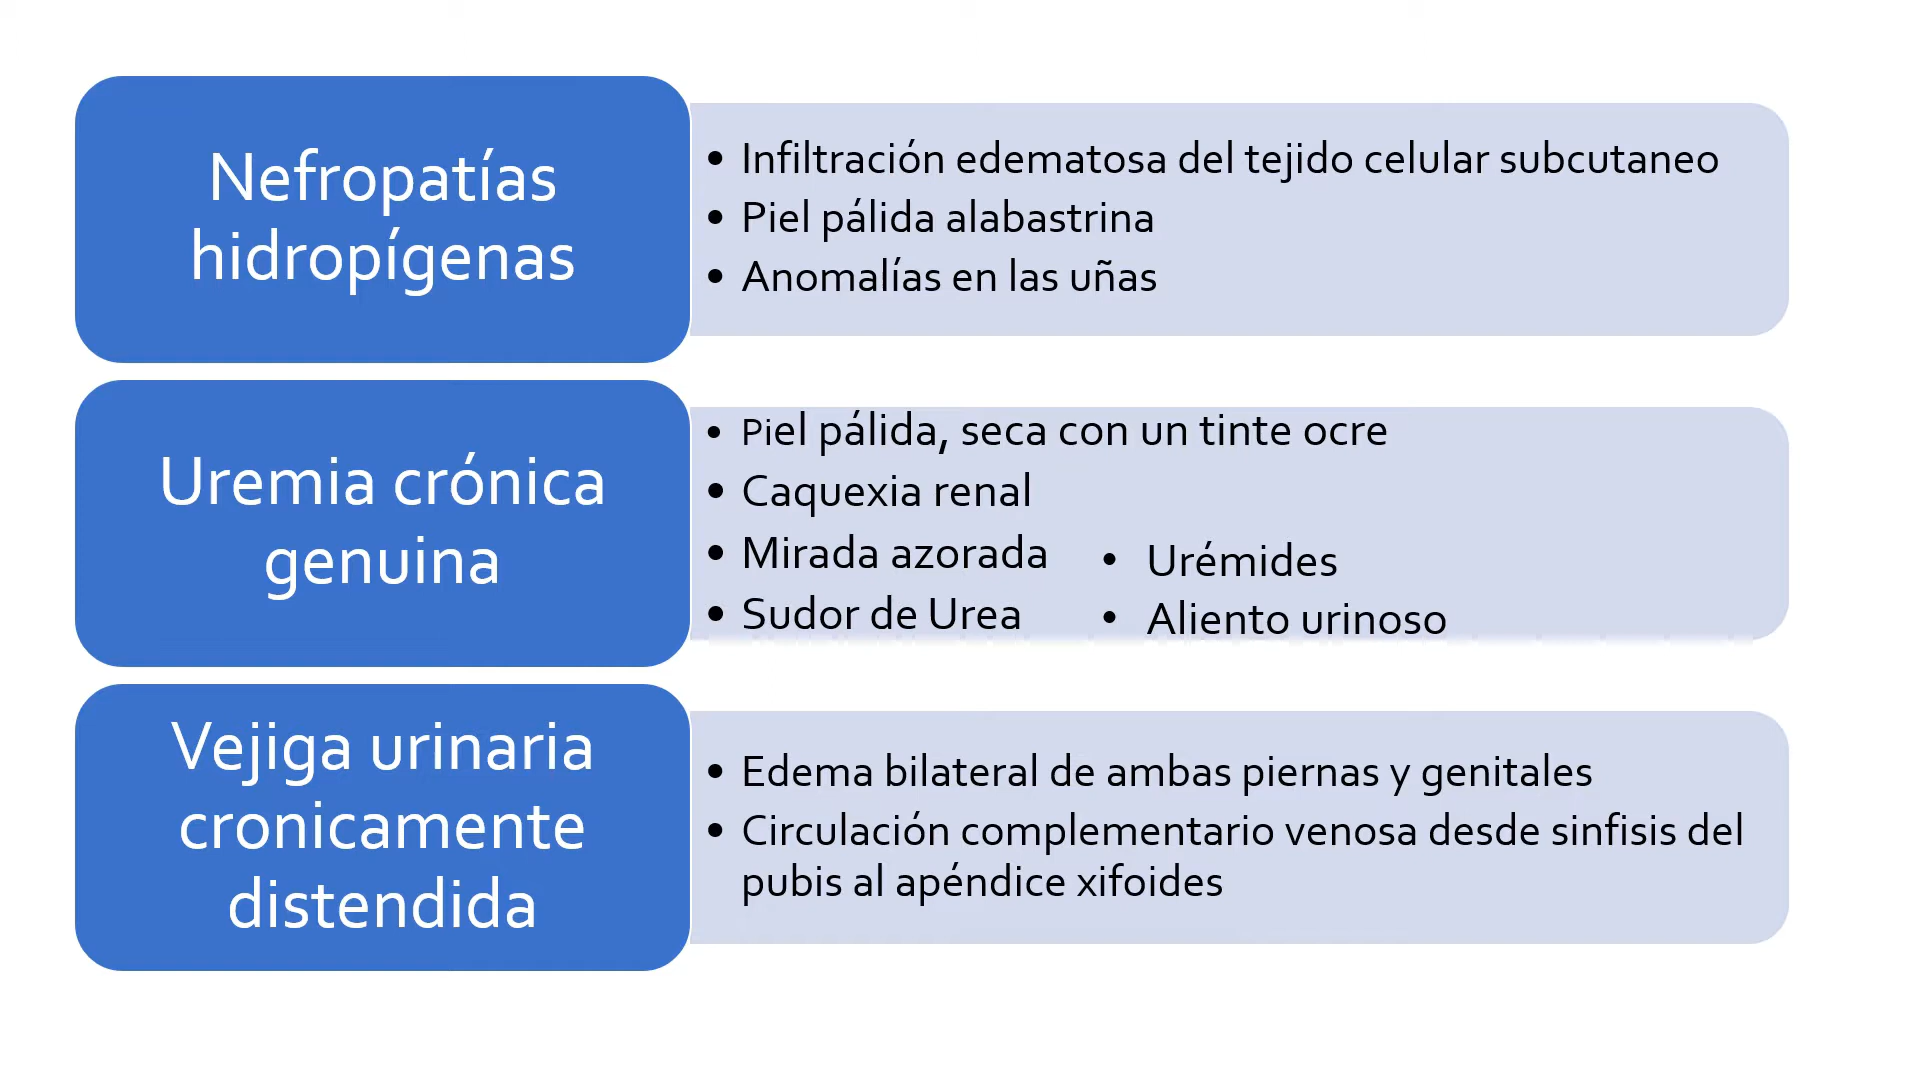 Nefropatías
hidropígenas
• Infiltración edematosa del tejido celular subcutaneo
• Piel pálida alabastrina
• Anomalías en las uñas
Uremia crónica
genuina
• Piel pálida, seca con un tinte ocre
• Caquexia renal
• Mirada azorada
• Sudor de Urea
• Urémides
• Aliento urinoso
Vejiga urinaria
cronicamente
distendida
• Edema bilateral de ambas piernas y genitales
• Circulación complementario venosa desde sinfisis del
pubis al apéndice xifoides